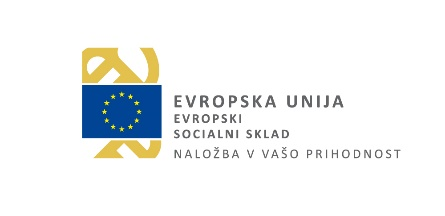 EVROPSKA UNIJA
EVROPSKI
SOCIALNI SKLAD
NALOŽBA V VAŠO PRIHODNOST